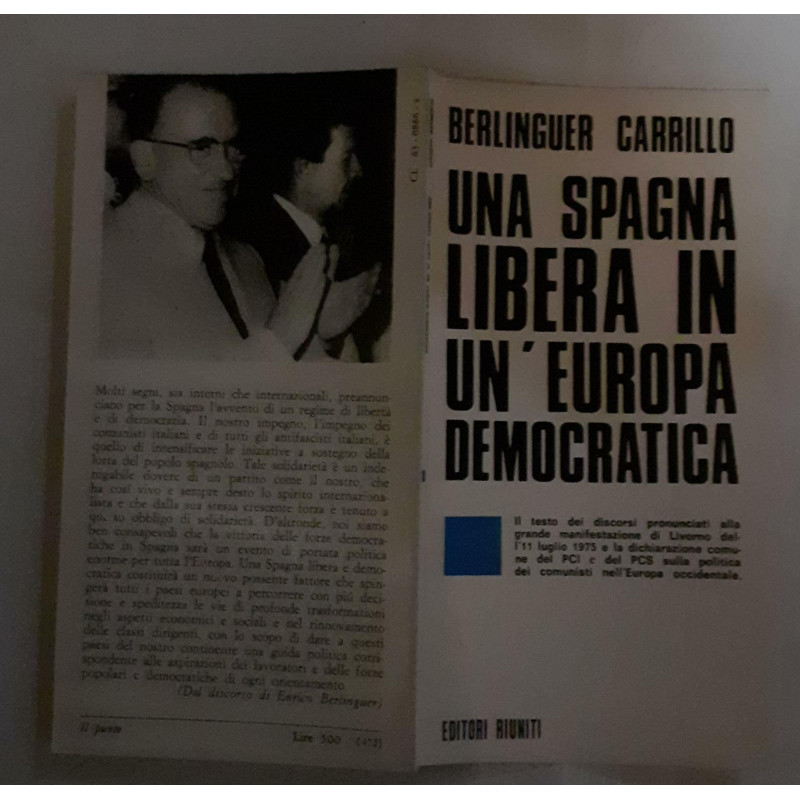 BERLINGUER CARRILLO
UNA SPAGNA
LIBERA IN
UN'EUROPA
DEMOCRATICA
Il testo dei discorsi pronunciati alla
grande manifestazione di Livorno del-
l'11 luglio 1975 e la dichiarazione comu-
ne del PCI e del PCS sulla politica
dei comunisti nell'Europa occidentale.
EDITORI RIUNITI
Molti segni, sia interni che internazionali, preannun-
ciano per la Spagna l'avvento di un regime di libertà
e di democrazia. Il nostro impegno, l'impegno dei
comunisti italiani e di tutti gli antifascisti italiani, è
quello di intensificare le iniziative a sostegno della
lotta del popolo spagnolo. Tale solidarietà è un inde-
rogabile dovere di un partito come il nostro, che
ha così vivo e sempre desto lo spirito internaziona-
lista e che dalla sua stessa crescente forza è tenuto a
questo obbligo di solidarietà. D'altronde, noi siamo
ben consapevoli che la vittoria delle forze democra-
tiche in Spagna sarà un evento di portata politica
enorme per tutta l'Europa. Una Spagna libera e demo-
cratica costituirà un nuovo possente fattore che spin-
gerà tutti i paesi europei a percorrere con più deci-
sione e speditezza le vie di profonde trasformazioni
negli aspetti economici e sociali e nel rinnovamento
delle classi dirigenti, con lo scopo di dare a questi
paesi del nostro continente una guida politica corri-
spondente alle aspirazioni dei lavoratori e delle forze
popolari e democratiche di ogni orientamento.
(Dal discorso di Enrico Berlinguer)
Il punto
Lire 500